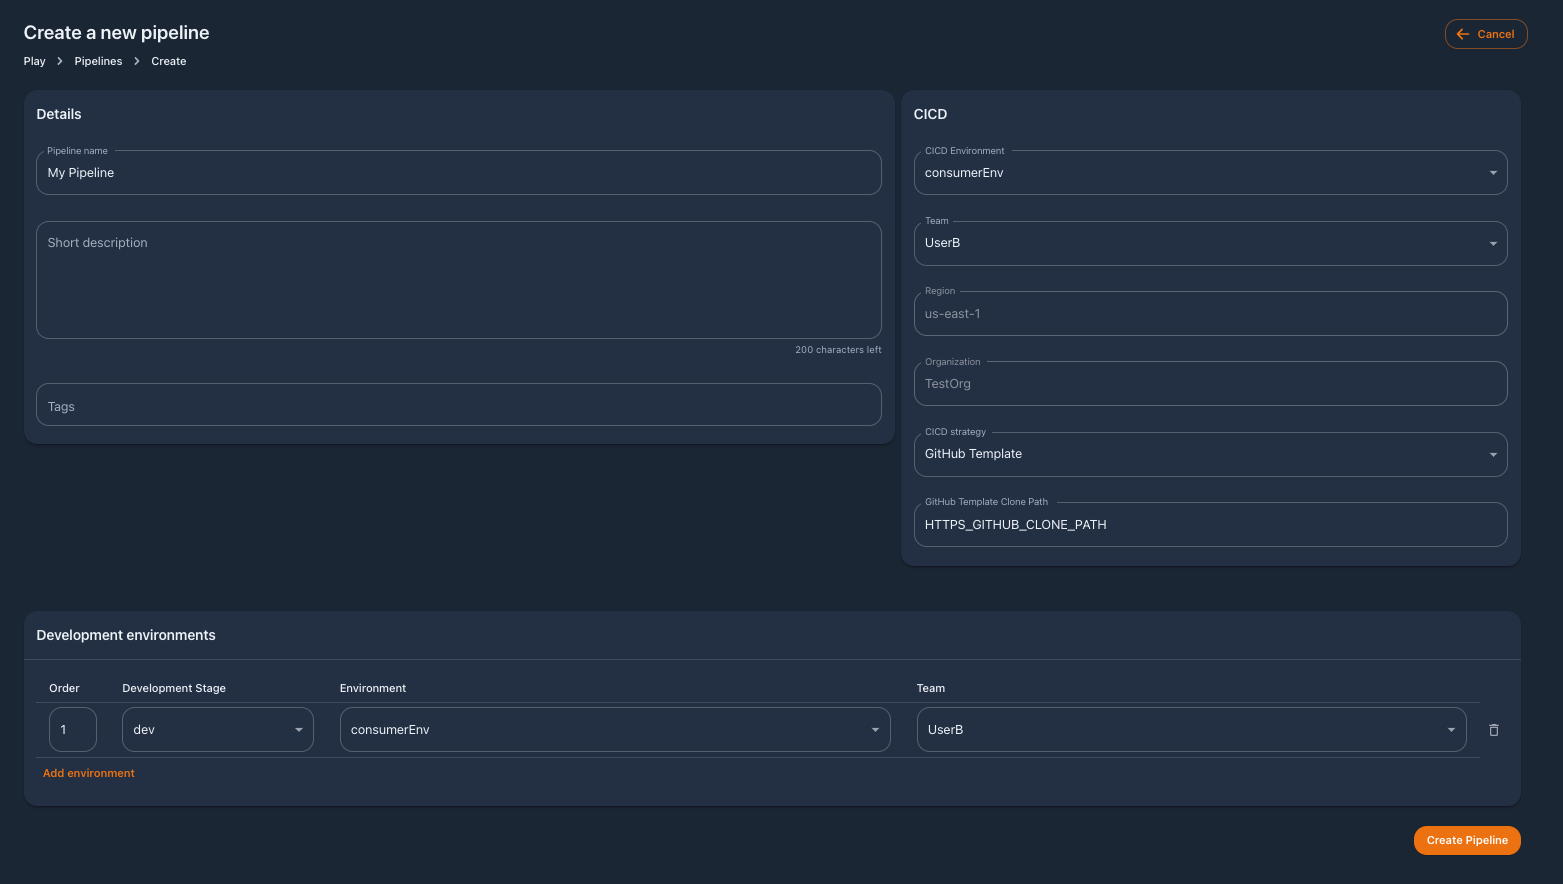 Create a new pipeline
Cancel
Play > Pipelines > Create
Details
Pipeline name
My Pipeline
Short description
200 characters left
Tags
CICD
CICD Environment
consumerEnv
Team
UserB
Region
us-east-1
Organization
TestOrg
CICD strategy
GitHub Template
GitHub Template Clone Path
HTTPS_GITHUB_CLONE_PATH
Development environments
Order Development Stage Environment Team
1 dev consumerEnv UserB
Add environment
Create Pipeline